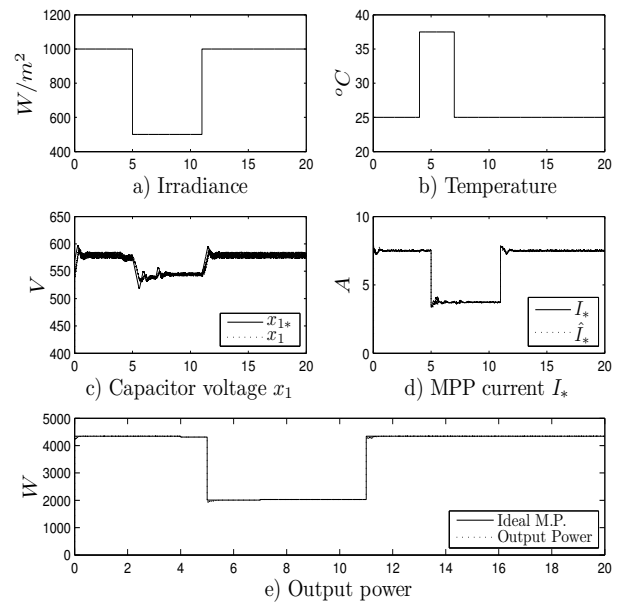 1000
800
600
400
W/m²
0 5 10 15 20
a) Irradiance
40
35
30
25
20
15
°C
0 5 10 15 20
b) Temperature
650
600
550
500
450
400
V
x₁*
x₁
0 5 10 15 20
c) Capacitor voltage x₁
10
5
0
A
I*
Î*
0 5 10 15 20
d) MPP current I*
5000
4000
3000
2000
1000
0
W
Ideal M.P.
Output Power
0 2 4 6 8 10 12 14 16 18 20
e) Output power